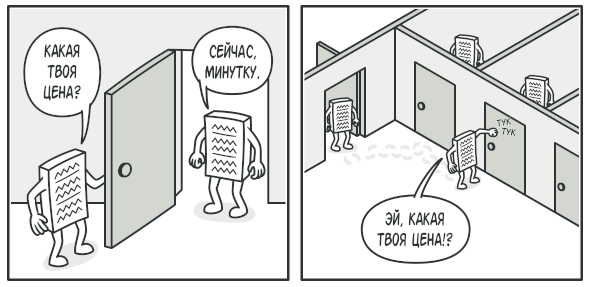 КАКАЯ
ТВОЯ
ЦЕНА?
СЕЙЧАС,
МИНУТКУ.
ТУК
ТУК
ЭЙ, КАКАЯ
ТВОЯ ЦЕНА!?